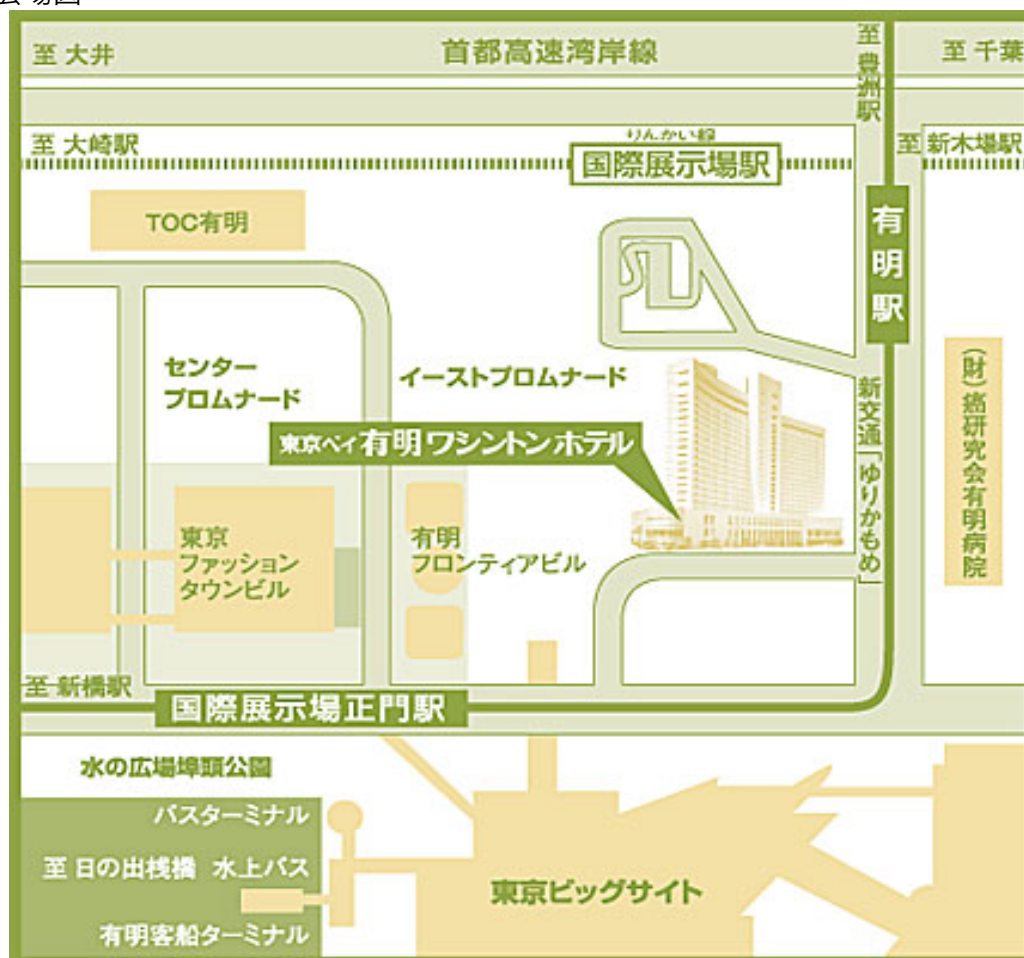 会場図
至 大井
首都高速湾岸線
至 豊洲駅
至 千葉
至 大崎駅
りんかい線
国際展示場駅
至 新木場駅
TOC有明
有明駅
センター
プロムナード
イーストプロムナード
東京ベイ有明ワシントンホテル
新交通「ゆりかもめ」
(財)癌研究会有明病院
東京
ファッション
タウンビル
有明
フロンティアビル
至 新橋駅
国際展示場正門駅
水の広場埠頭公園
バスターミナル
至 日の出桟橋 水上バス
有明客船ターミナル
東京ビッグサイト